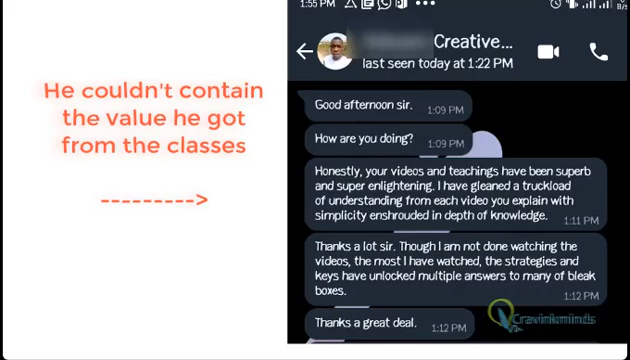 He couldn't contain
the value he got
from the classes
--------->
1:55 PM
Creative...
last seen today at 1:22 PM
Good afternoon sir.
1:09 PM
How are you doing?
1:09 PM
Honestly, your videos and teachings have been superb
and super enlightening. I have gleaned a truckload
of understanding from each video you explain with
simplicity enshrouded in depth of knowledge.
1:11 PM
Thanks a lot sir. Though I am not done watching the
videos, the most I have watched, the strategies and
keys have unlocked multiple answers to many of bleak
boxes.
1:12 PM
Thanks a great deal.
1:12 PM
Cravinkminds